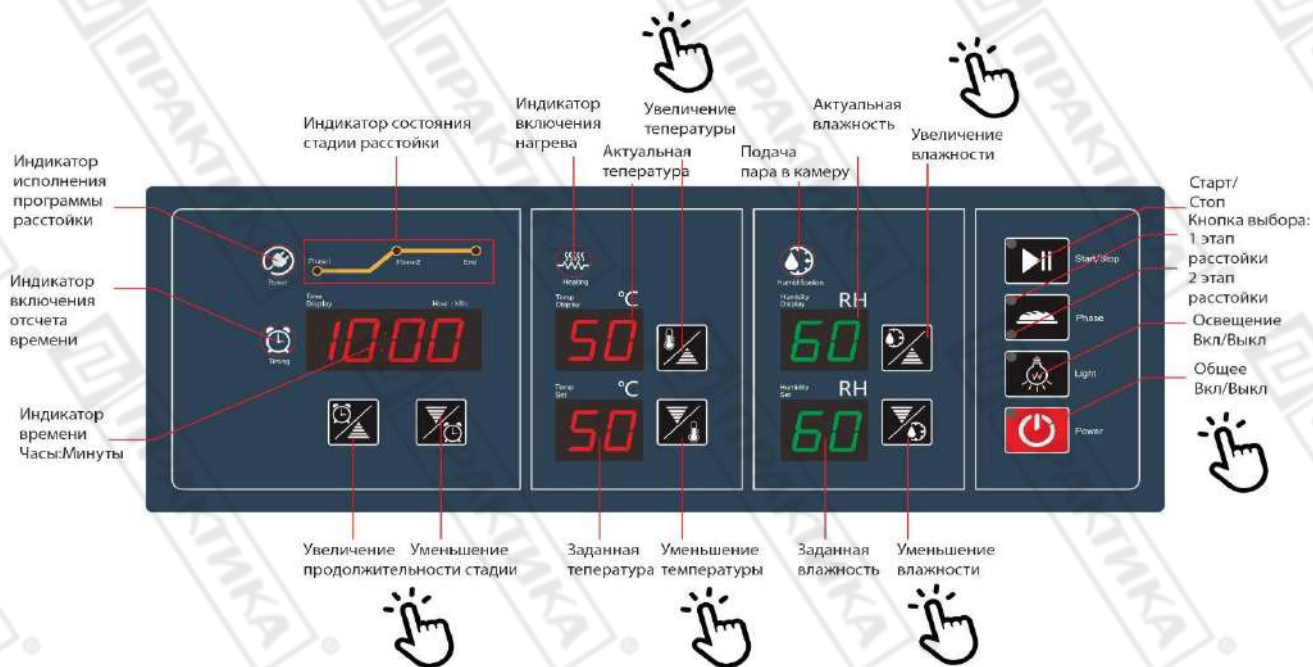 Увеличение
тепературы
Актуальная
влажность
Увеличение
влажности
Индикатор
включения
нагрева
Индикатор состояния
стадии расстойки
Актуальная
тепература
Подача
пара в камеру
Индикатор
исполнения
программы
расстойки
Индикатор
включения
отсчета
времени
Индикатор
времени
Часы:Минуты
Power
Phase1
Phase2
End
Time
Display
Hour : Min
Timing
10:00
Heating
Temp
Display
°C
50
Temp
Set
°C
50
Humidification
Humidity
Display
RH
60
Humidity
Set
RH
60
Start/Stop
Phase
Light
Power
Старт/
Стоп
Кнопка выбора:
1 этап
расстойки
2 этап
расстойки
Освещение
Вкл/Выкл
Общее
Вкл/Выкл
Увеличение Уменьшение
продолжительности стадии
Заданная
тепература
Уменьшение
температуры
Заданная
влажность
Уменьшение
влажности
ПРАКТИКА